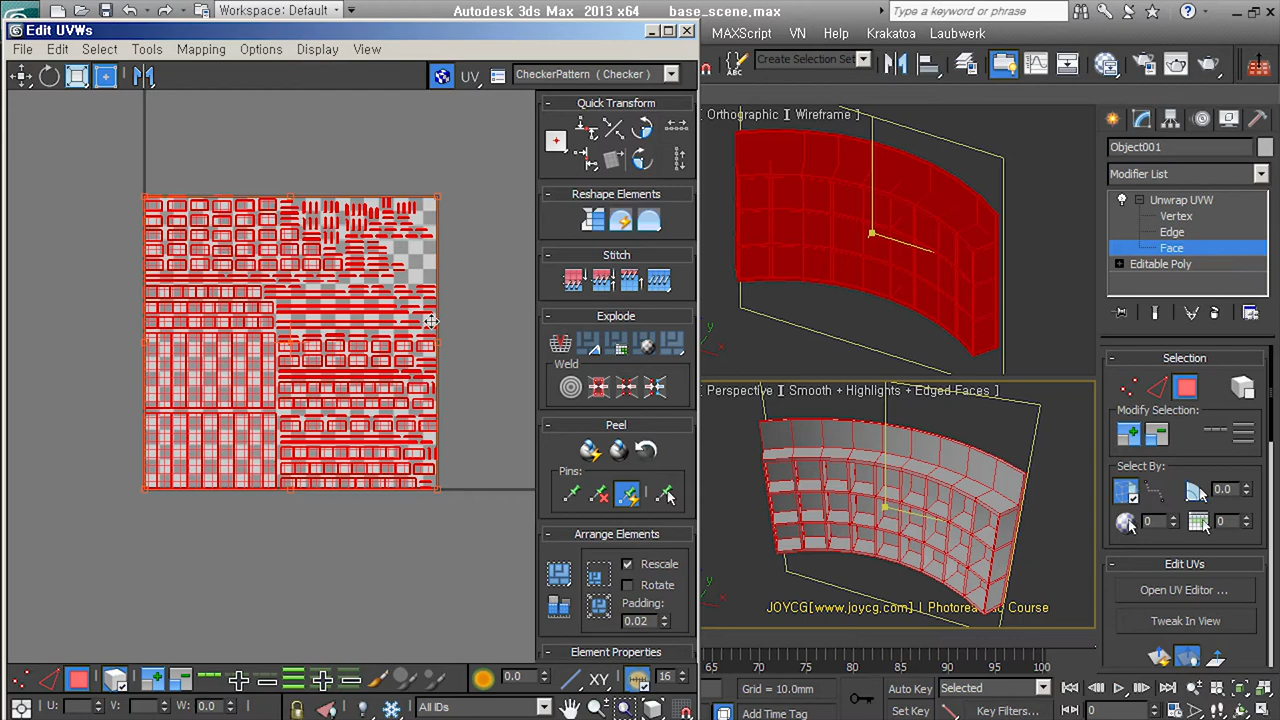 Workspace: Default
Autodesk 3ds Max 2013 x64
base_scene.max
Type a keyword or phrase
Edit UVWs
MAXScript VN Help Krakatoa Laubwerk
File Edit Select Tools Mapping Options Display View
Create Selection Set
UV CheckerPattern ( Checker )
Quick Transform
[ Orthographic ] Wireframe ]
Object001
Modifier List
Reshape Elements
Unwrap UVW
Vertex
Edge
Face
Editable Poly
Stitch
Explode
Weld
Selection
Perspective ] Smooth + Highlights + Edged Faces ]
Modify Selection:
Peel
Pins:
Select By:
0.0
0
0
Arrange Elements
Rescale
Rotate
Padding:
0.02
Edit UVs
Open UV Editor ...
Tweak In View
JOYCG[www.joycg.com] | Photorea
Course
Element Properties
65 70 75 80 85 90 95 100
0.0
XY
16
Grid = 10.0mm
Auto Key
Selected
U: V: W: 0.0
All IDs
Add Time Tag
Set Key
Key Filters...
0